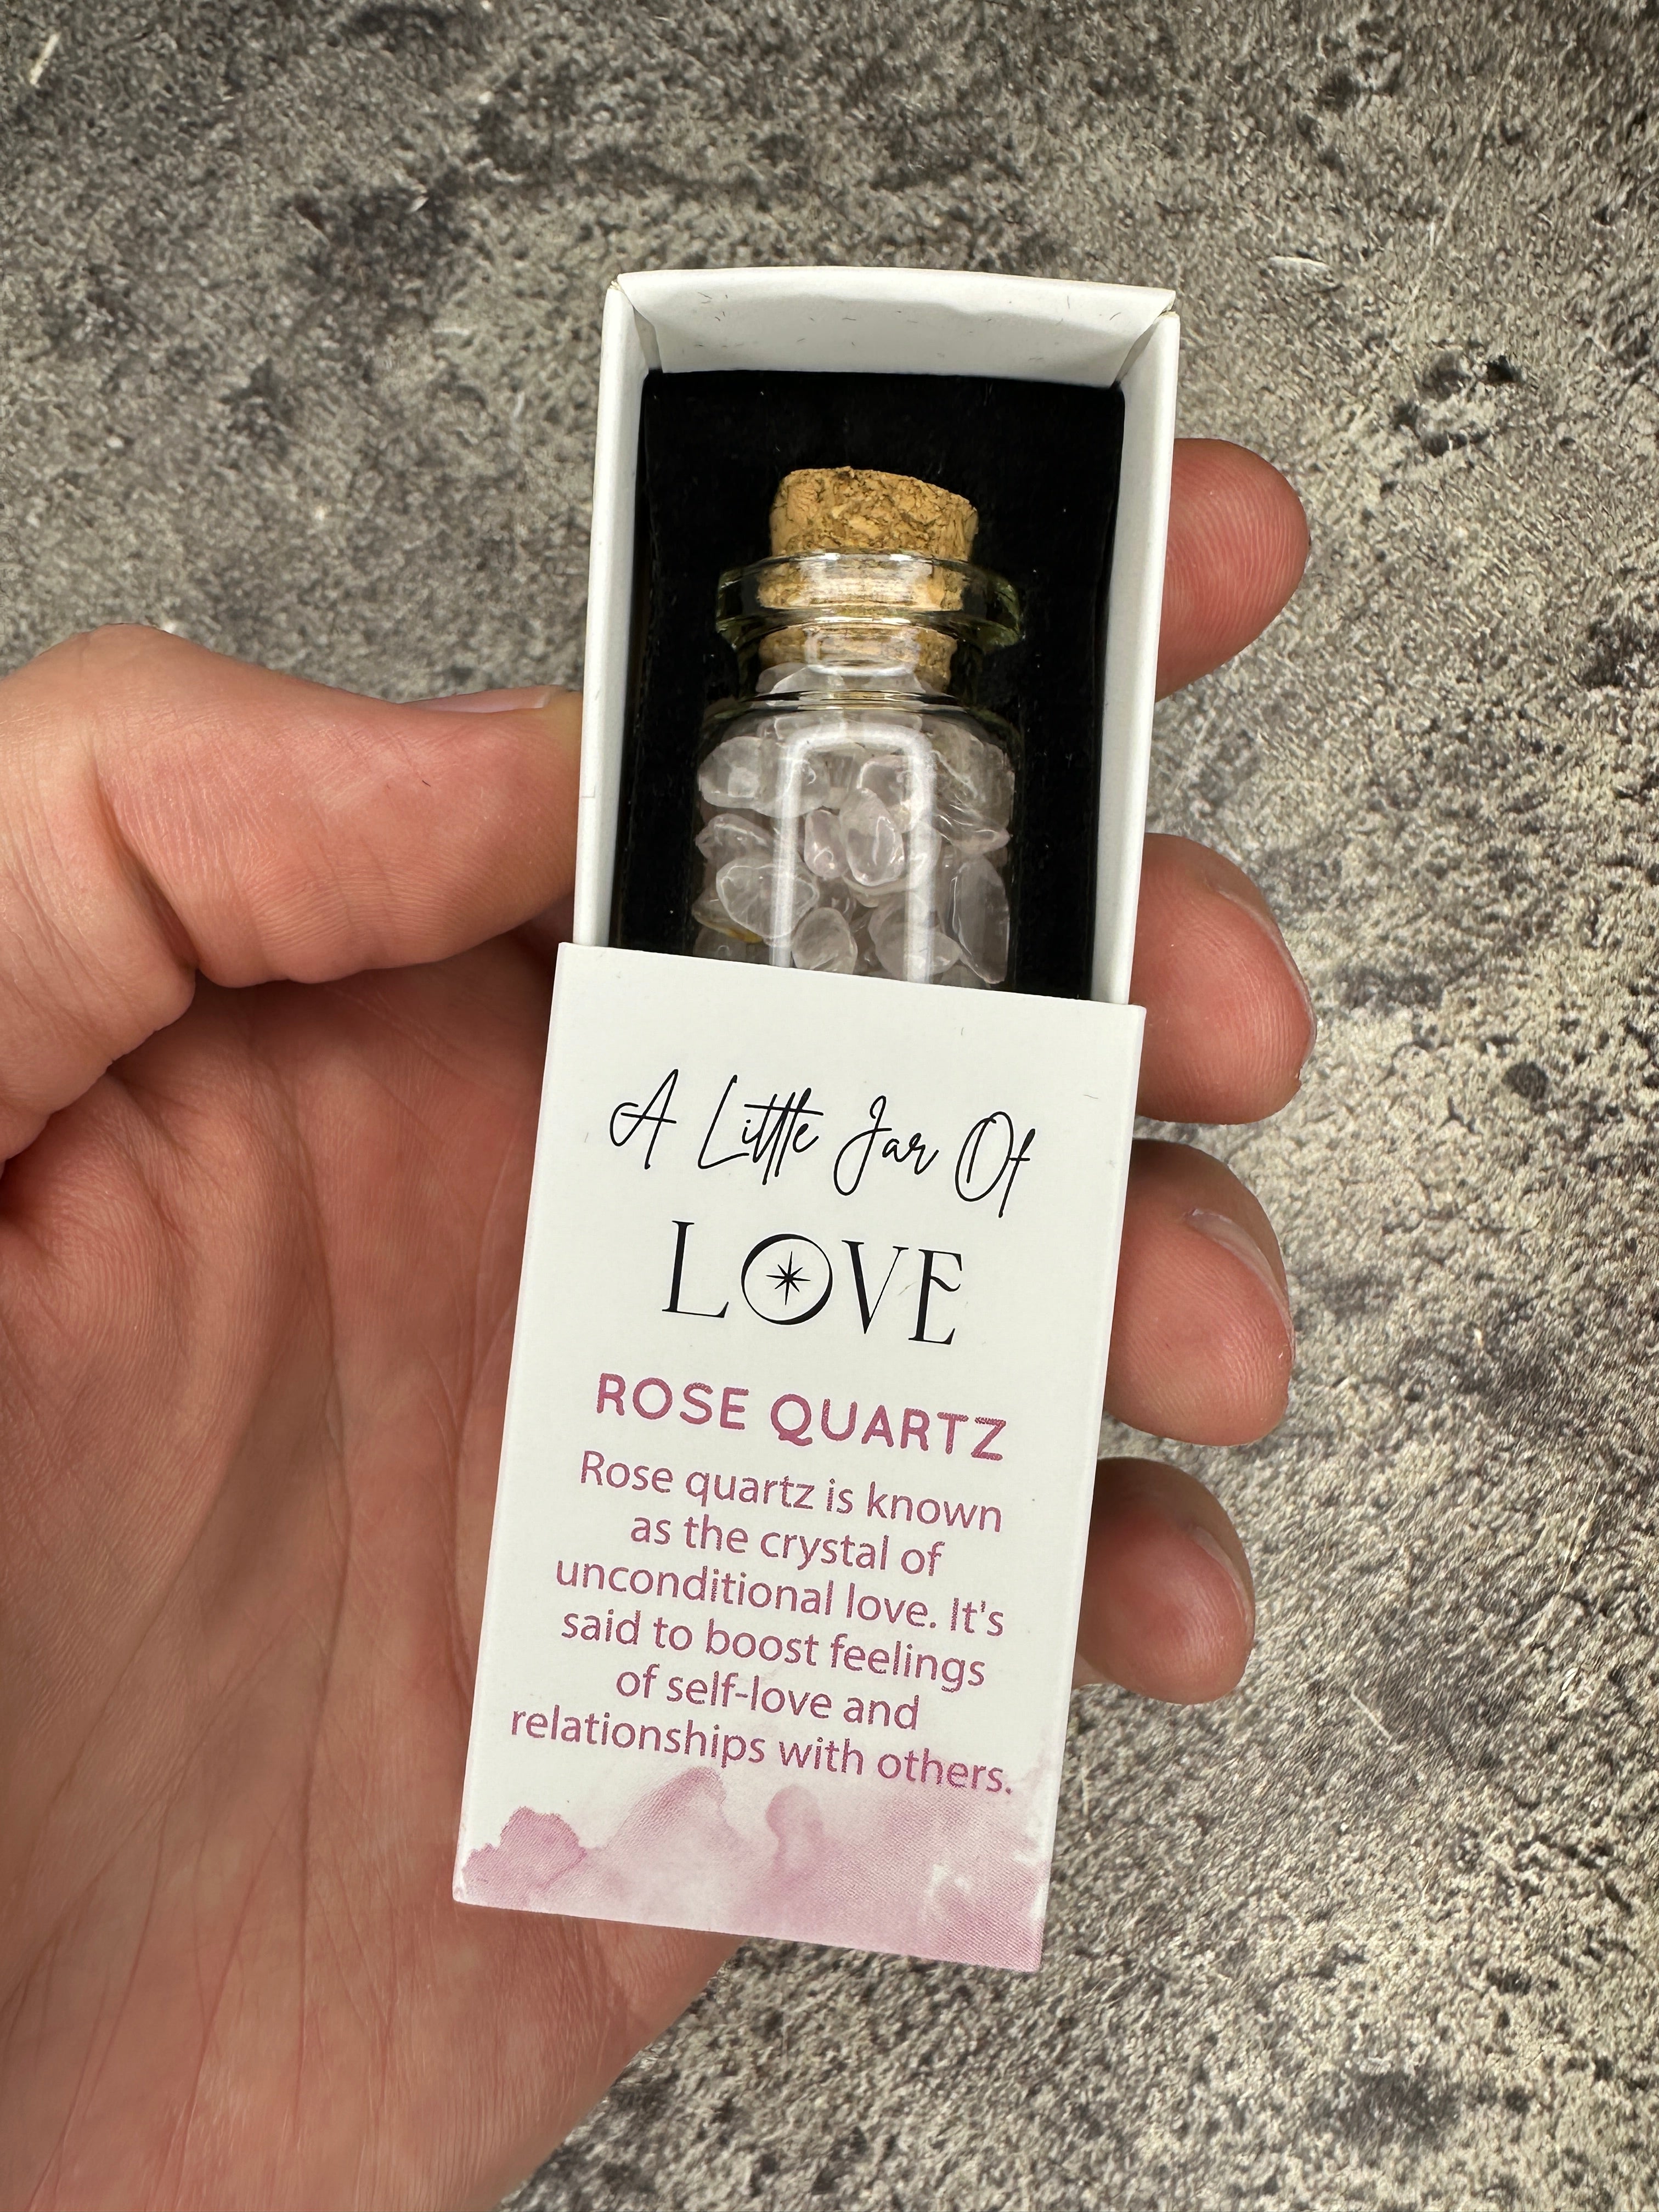 A Little Jar Of
LOVE
ROSE QUARTZ
Rose quartz is known
as the crystal of
unconditional love. It's
said to boost feelings
of self-love and
relationships with others.